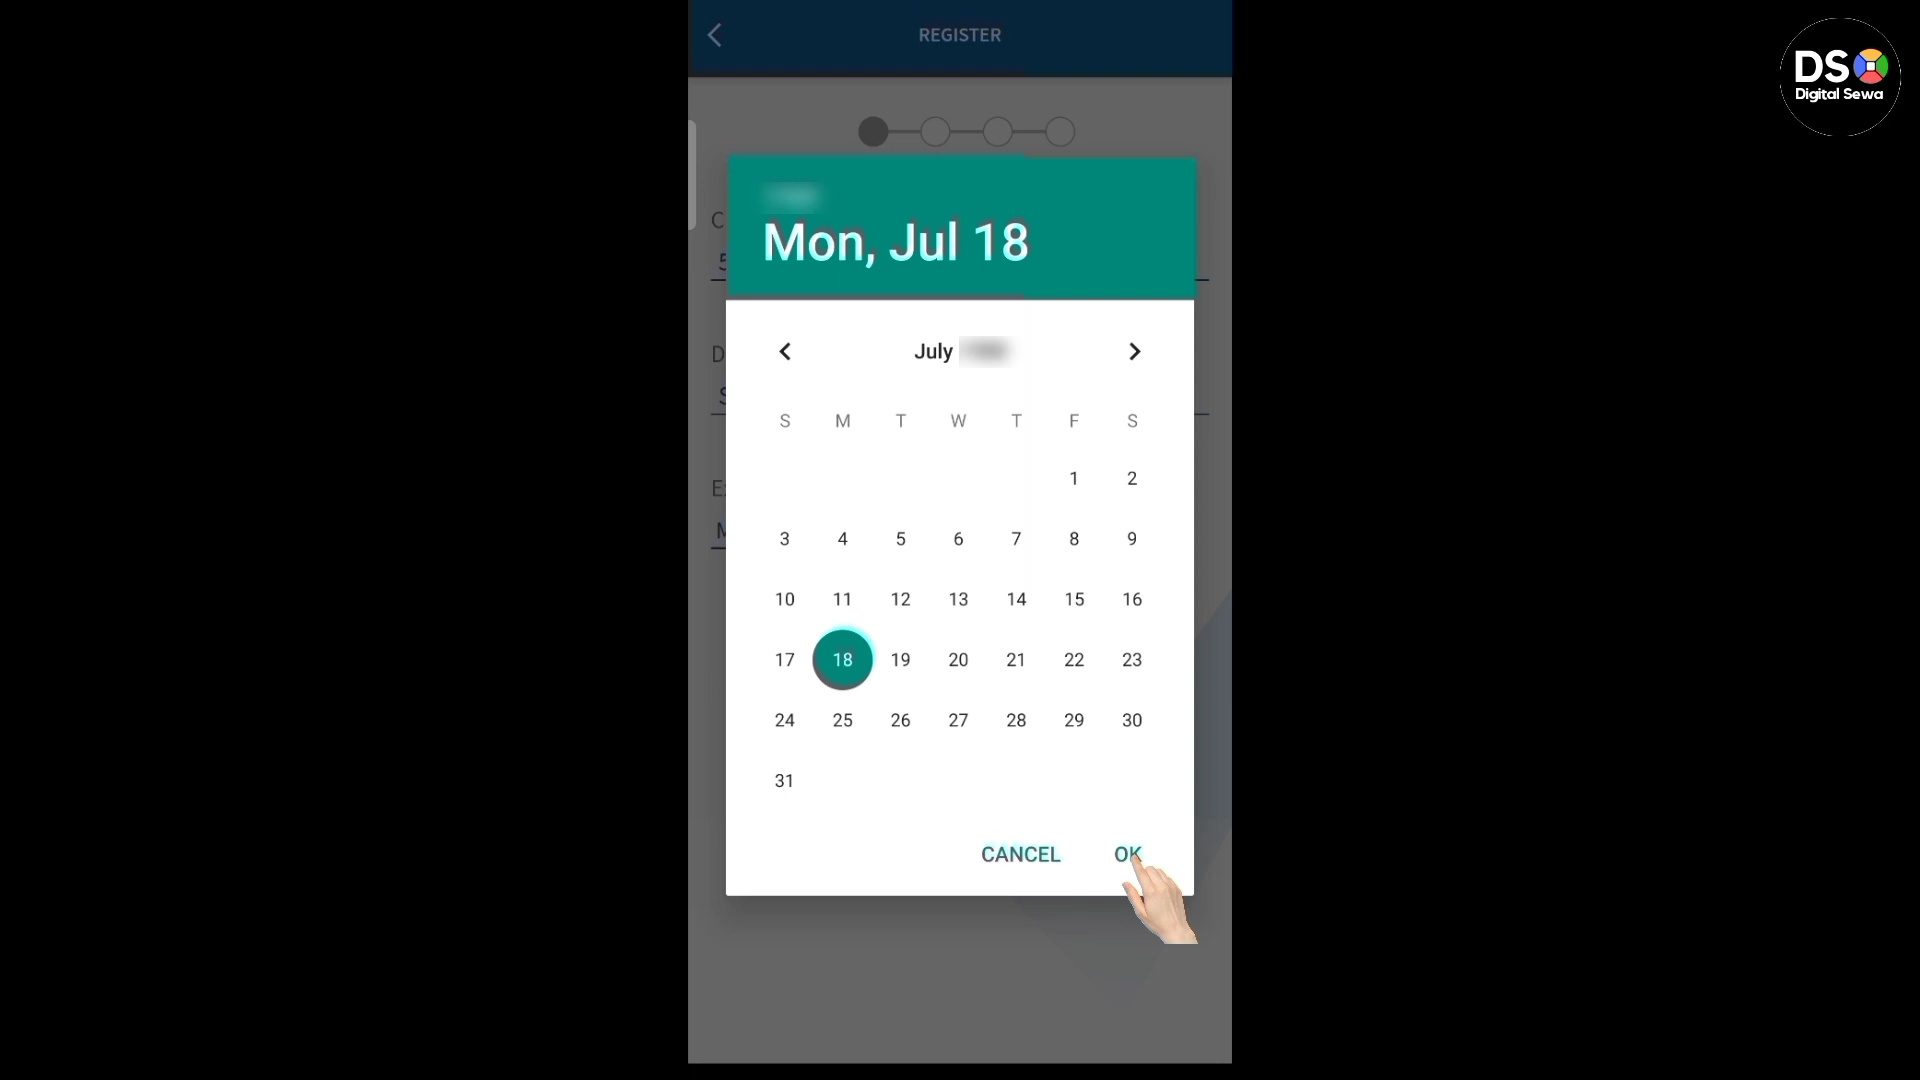 REGISTER
DS
Digital Sewa
Mon, Jul 18
July
S M T W T F S
1 2
3 4 5 6 7 8 9
10 11 12 13 14 15 16
17 18 19 20 21 22 23
24 25 26 27 28 29 30
31
CANCEL OK